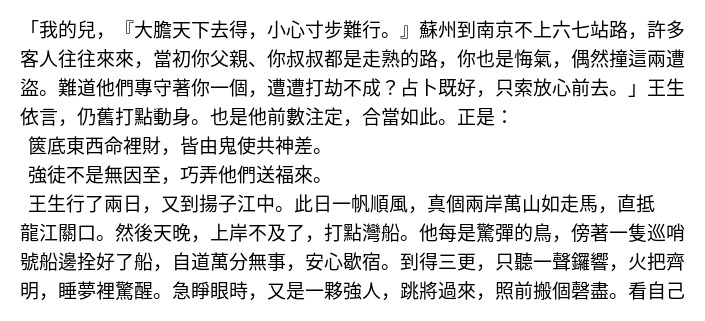 「我的兒，『大膽天下去得，小心寸步難行。』蘇州到南京不上六七站路，許多
客人往往來來，當初你父親、你叔叔都是走熟的路，你也是悔氣，偶然撞這兩遭
盜。難道他們專守著你一個，遭遭打劫不成？占卜既好，只索放心前去。」王生
依言，仍舊打點動身。也是他前數注定，合當如此。正是：
篋底東西命裡財，皆由鬼使共神差。
強徒不是無因至，巧弄他們送福來。
王生行了兩日，又到揚子江中。此日一帆順風，真個兩岸萬山如走馬，直抵
龍江關口。然後天晚，上岸不及了，打點灣船。他每是驚彈的鳥，傍著一隻巡哨
號船邊拴好了船，自道萬分無事，安心歇宿。到得三更，只聽一聲鑼響，火把齊
明，睡夢裡驚醒。急睜眼時，又是一夥強人，跳將過來，照前搬個磬盡。看自己